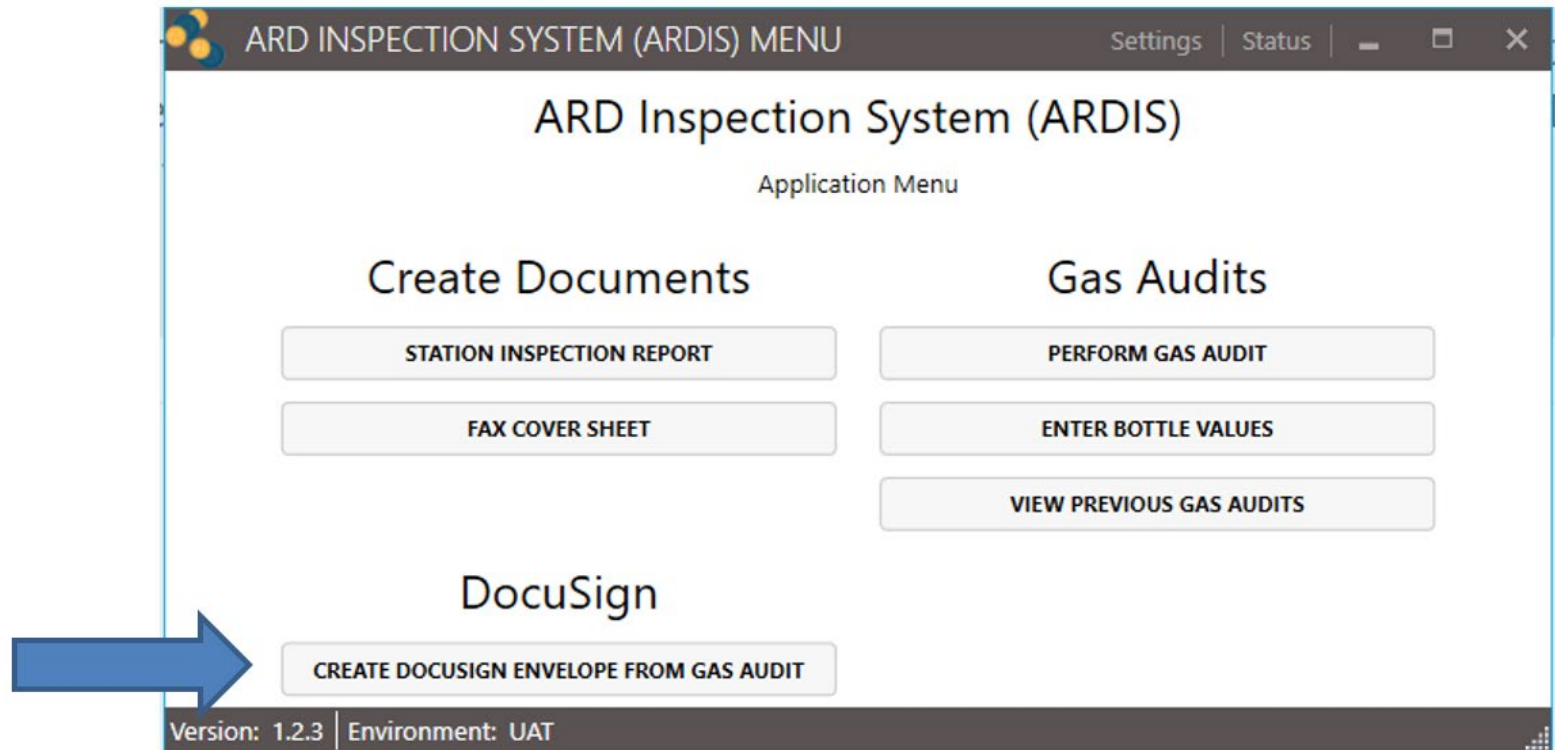 ARD INSPECTION SYSTEM (ARDIS) MENU
Settings | Status |
ARD Inspection System (ARDIS)
Application Menu
Create Documents
STATION INSPECTION REPORT
FAX COVER SHEET
Gas Audits
PERFORM GAS AUDIT
ENTER BOTTLE VALUES
VIEW PREVIOUS GAS AUDITS
DocuSign
CREATE DOCUSIGN ENVELOPE FROM GAS AUDIT
Version: 1.2.3 | Environment: UAT